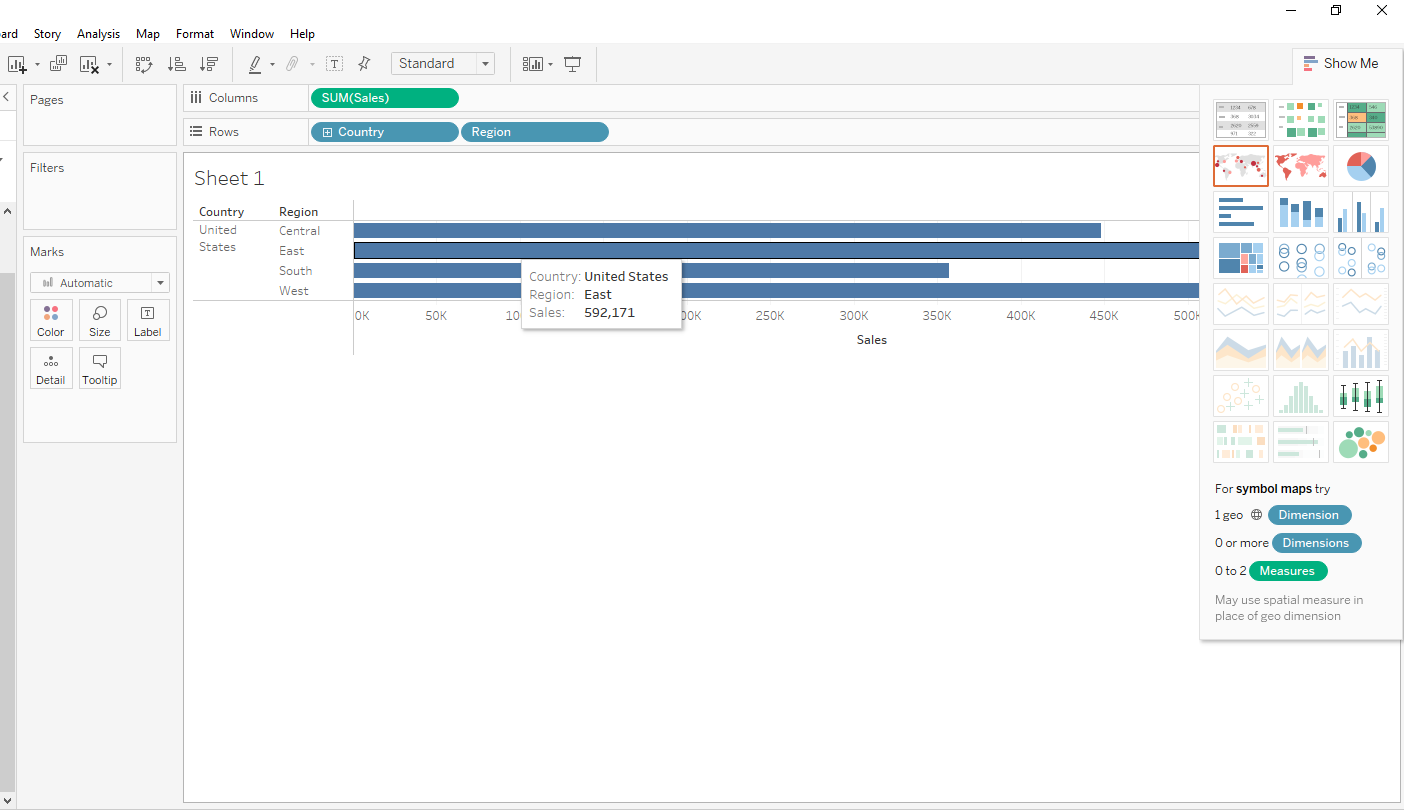 ard Story Analysis Map Format Window Help
Standard
Show Me
Pages
Columns SUM(Sales)
Rows Country Region
Filters
Sheet 1
Country Region
United States
Central
East
South
West
Country: United States
Region: East
Sales: 592,171
0K 50K 10 00K 250K 300K 350K 400K 450K 500K
Sales
Marks
Automatic
Color Size Label
Detail Tooltip
For symbol maps try
1 geo Dimension
0 or more Dimensions
0 to 2 Measures
May use spatial measure in
place of geo dimension